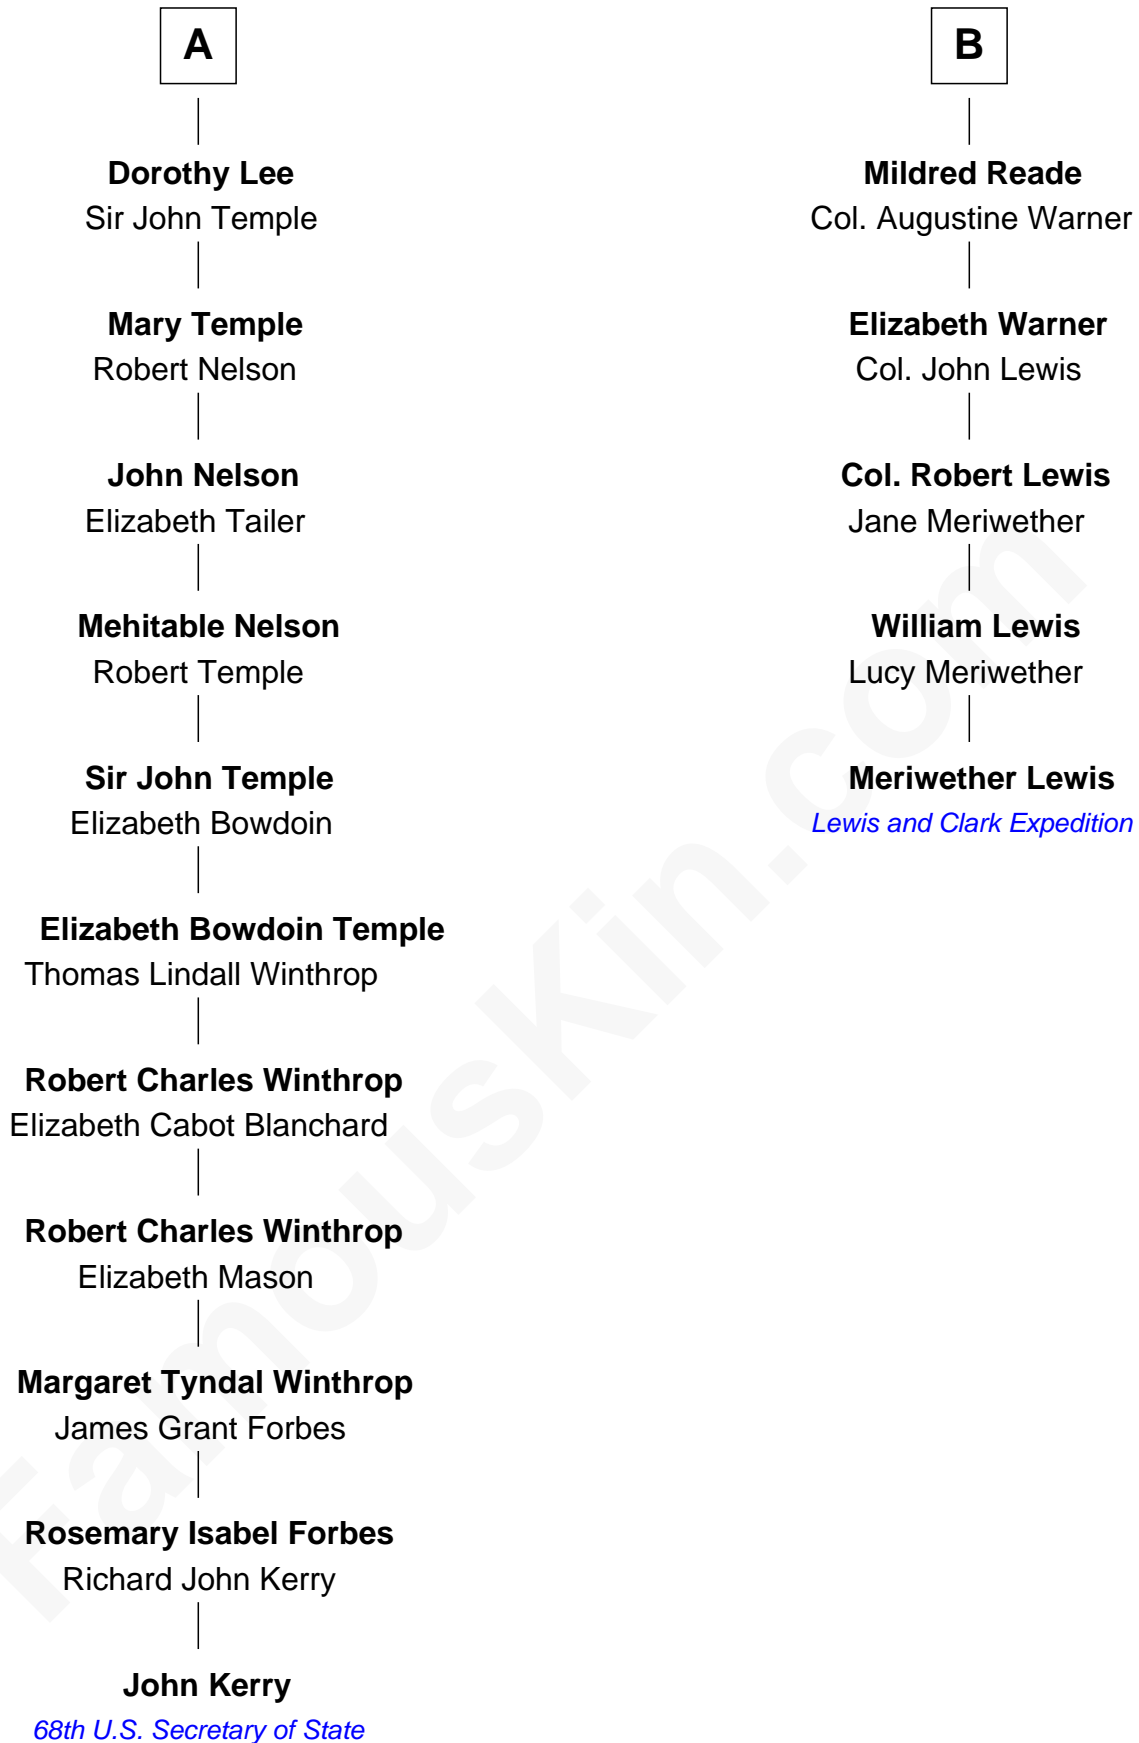 A
Dorothy Lee
Sir John Temple
Mary Temple
Robert Nelson
John Nelson
Elizabeth Tailer
Mehitable Nelson
Robert Temple
Sir John Temple
Elizabeth Bowdoin
Elizabeth Bowdoin Temple
Thomas Lindall Winthrop
Robert Charles Winthrop
Elizabeth Cabot Blanchard
Robert Charles Winthrop
Elizabeth Mason
Margaret Tyndal Winthrop
James Grant Forbes
Rosemary Isabel Forbes
Richard John Kerry
John Kerry
68th U.S. Secretary of State
B
Mildred Reade
Col. Augustine Warner
Elizabeth Warner
Col. John Lewis
Col. Robert Lewis
Jane Meriwether
William Lewis
Lucy Meriwether
Meriwether Lewis
Lewis and Clark Expedition
FamousKin.com